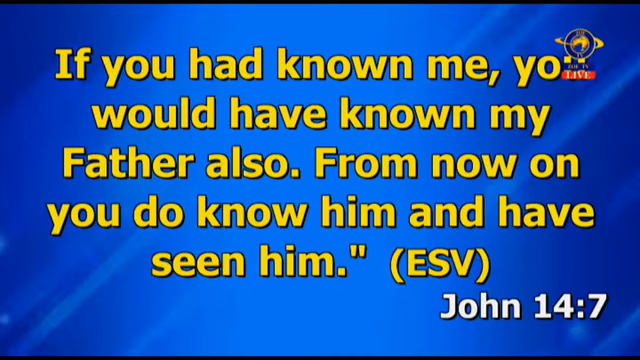 If you had known me, yo
would have known my
Father also. From now on
you do know him and have
seen him." (ESV)
John 14:7
LIVE